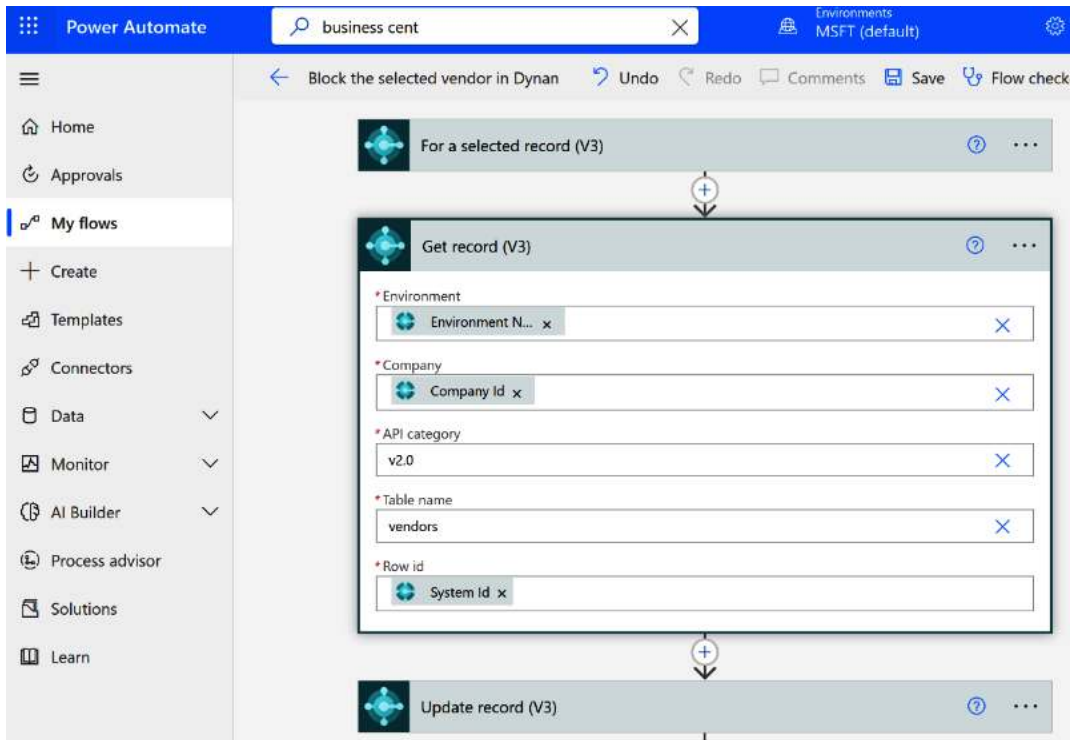 Power Automate
business cent
Environments
MSFT (default)
Block the selected vendor in Dynan
Undo
Redo
Comments
Save
Flow check
Home
Approvals
My flows
Create
Templates
Connectors
Data
Monitor
AI Builder
Process advisor
Solutions
Learn
For a selected record (V3)
Get record (V3)
*Environment
Environment N... ×
*Company
Company Id ×
*API category
v2.0
*Table name
vendors
*Row id
System Id ×
Update record (V3)